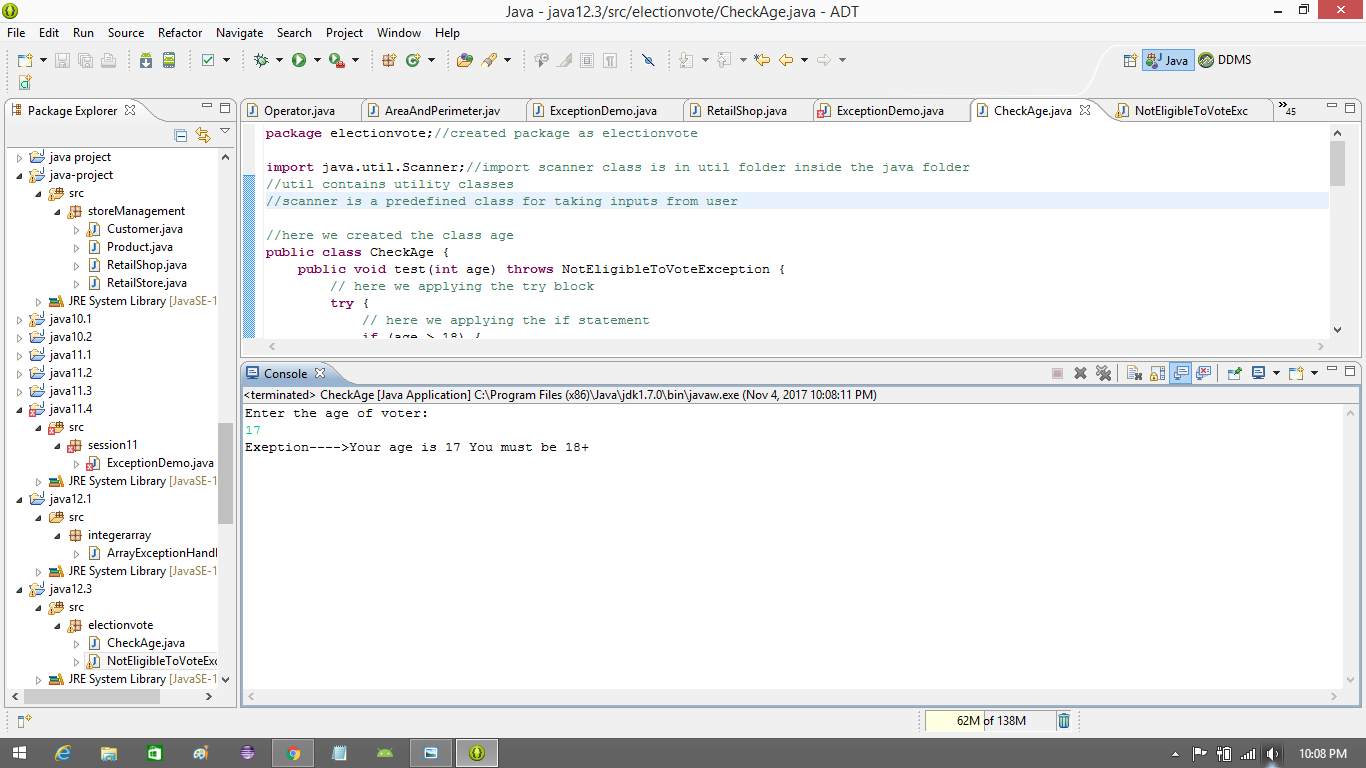 Java - java12.3/src/electionvote/CheckAge.java - ADT
File Edit Run Source Refactor Navigate Search Project Window Help
Java DDMS
Package Explorer
java project
java-project
src
storeManagement
Customer.java
Product.java
RetailShop.java
RetailStore.java
JRE System Library [JavaSE-1
java10.1
java10.2
java11.1
java11.2
java11.3
java11.4
src
session11
ExceptionDemo.java
JRE System Library [JavaSE-1
java12.1
src
integerarray
ArrayExceptionHandl
JRE System Library [JavaSE-1
java12.3
src
electionvote
CheckAge.java
NotEligibleToVoteExc
JRE System Library [JavaSE-1
Operator.java AreaAndPerimeter.jav ExceptionDemo.java RetailShop.java ExceptionDemo.java CheckAge.java NotEligibleToVoteExc »45
package electionvote;//created package as electionvote
import java.util.Scanner;//import scanner class is in util folder inside the java folder
//util contains utility classes
//scanner is a predefined class for taking inputs from user
//here we created the class age
public class CheckAge {
public void test(int age) throws NotEligibleToVoteException {
// here we applying the try block
try {
// here we applying the if statement
if (age > 18) {
Console
<terminated> CheckAge [Java Application] C:\Program Files (x86)\Java\jdk1.7.0\bin\javaw.exe (Nov 4, 2017 10:08:11 PM)
Enter the age of voter:
17
Exeption---->Your age is 17 You must be 18+
62M of 138M
10:08 PM